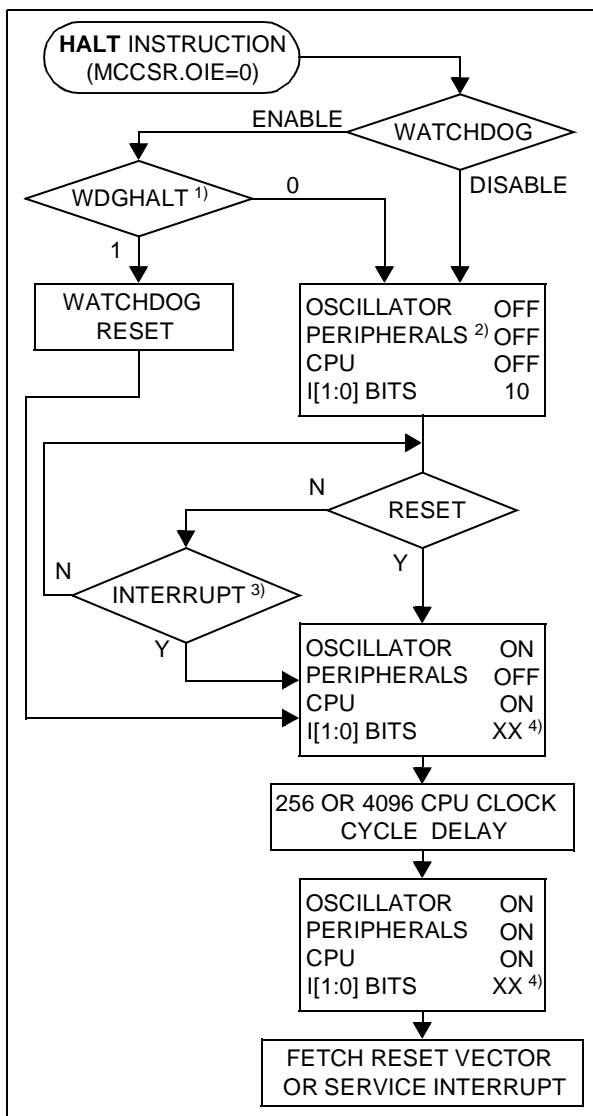 HALT INSTRUCTION
(MCCSR.OIE=0)
ENABLE
WATCHDOG
WDGHALT 1)
0
DISABLE
1
WATCHDOG
RESET
OSCILLATOR OFF
PERIPHERALS 2) OFF
CPU OFF
I[1:0] BITS 10
N
RESET
N
Y
INTERRUPT 3)
Y
OSCILLATOR ON
PERIPHERALS OFF
CPU ON
I[1:0] BITS XX 4)
256 OR 4096 CPU CLOCK
CYCLE DELAY
OSCILLATOR ON
PERIPHERALS ON
CPU ON
I[1:0] BITS XX 4)
FETCH RESET VECTOR
OR SERVICE INTERRUPT